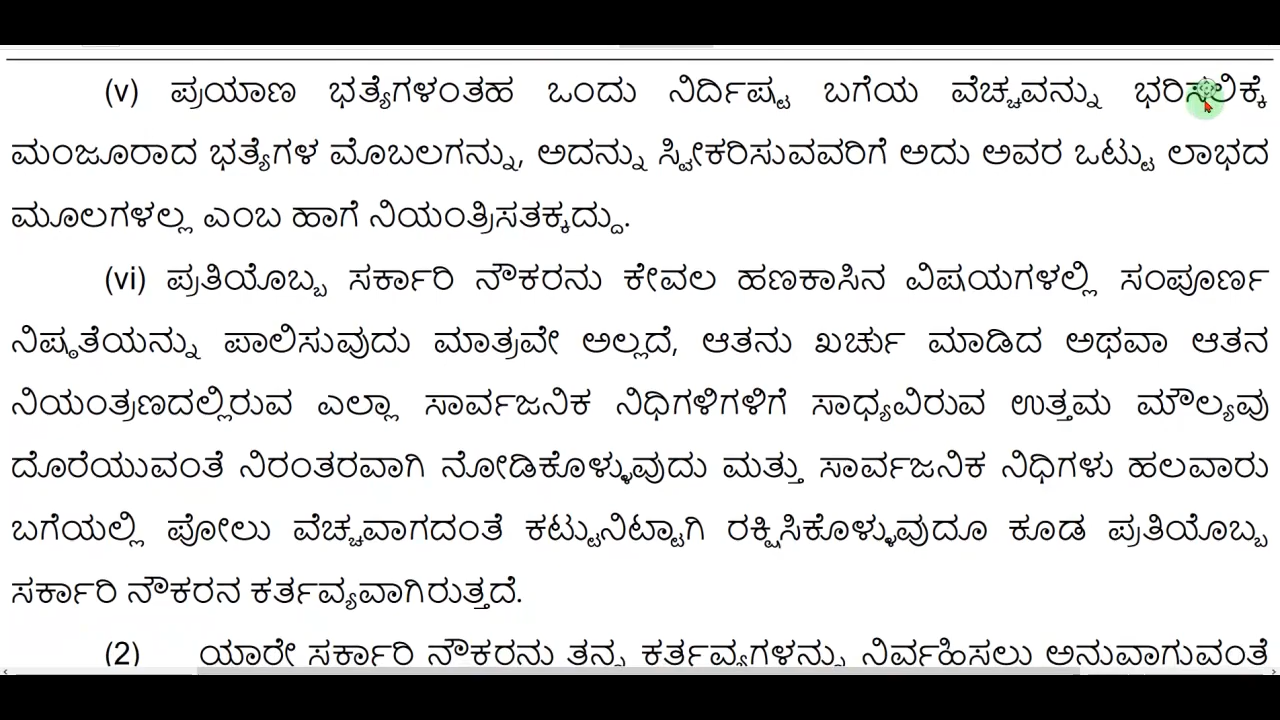 (v) ಪ್ರಯಾಣ ಭತ್ಯೆಗಳಂತಹ ಒಂದು ನಿರ್ದಿಷ್ಟ ಬಗೆಯ ವೆಚ್ಚವನ್ನು ಭರಿಸಲಿಕ್ಕೆ
ಮಂಜೂರಾದ ಭತ್ಯೆಗಳ ಮೊಬಲಗನ್ನು, ಅದನ್ನು ಸ್ವೀಕರಿಸುವವರಿಗೆ ಅದು ಅವರ ಒಟ್ಟು ಲಾಭದ
ಮೂಲಗಳಲ್ಲ ಎಂಬ ಹಾಗೆ ನಿಯಂತ್ರಿಸತಕ್ಕದ್ದು.
(vi) ಪ್ರತಿಯೊಬ್ಬ ಸರ್ಕಾರಿ ನೌಕರನು ಕೇವಲ ಹಣಕಾಸಿನ ವಿಷಯಗಳಲ್ಲಿ ಸಂಪೂರ್ಣ
ನಿಷ್ಠತೆಯನ್ನು ಪಾಲಿಸುವುದು ಮಾತ್ರವೇ ಅಲ್ಲದೆ, ಆತನು ಖರ್ಚು ಮಾಡಿದ ಅಥವಾ ಆತನ
ನಿಯಂತ್ರಣದಲ್ಲಿರುವ ಎಲ್ಲಾ ಸಾರ್ವಜನಿಕ ನಿಧಿಗಳಿಗಳಿಗೆ ಸಾಧ್ಯವಿರುವ ಉತ್ತಮ ಮೌಲ್ಯವು
ದೊರೆಯುವಂತೆ ನಿರಂತರವಾಗಿ ನೋಡಿಕೊಳ್ಳುವುದು ಮತ್ತು ಸಾರ್ವಜನಿಕ ನಿಧಿಗಳು ಹಲವಾರು
ಬಗೆಯಲ್ಲಿ ಪೋಲು ವೆಚ್ಚವಾಗದಂತೆ ಕಟ್ಟುನಿಟ್ಟಾಗಿ ರಕ್ಷಿಸಿಕೊಳ್ಳುವುದೂ ಕೂಡ ಪ್ರತಿಯೊಬ್ಬ
ಸರ್ಕಾರಿ ನೌಕರನ ಕರ್ತವ್ಯವಾಗಿರುತ್ತದೆ.
(2) ಯಾರೇ ಸರ್ಕಾರಿ ನೌಕರನು ತನ್ನ ಕರ್ತವ್ಯಗಳನ್ನು ನಿರ್ವಹಿಸಲು ಅನುವಾಗುವಂತೆ